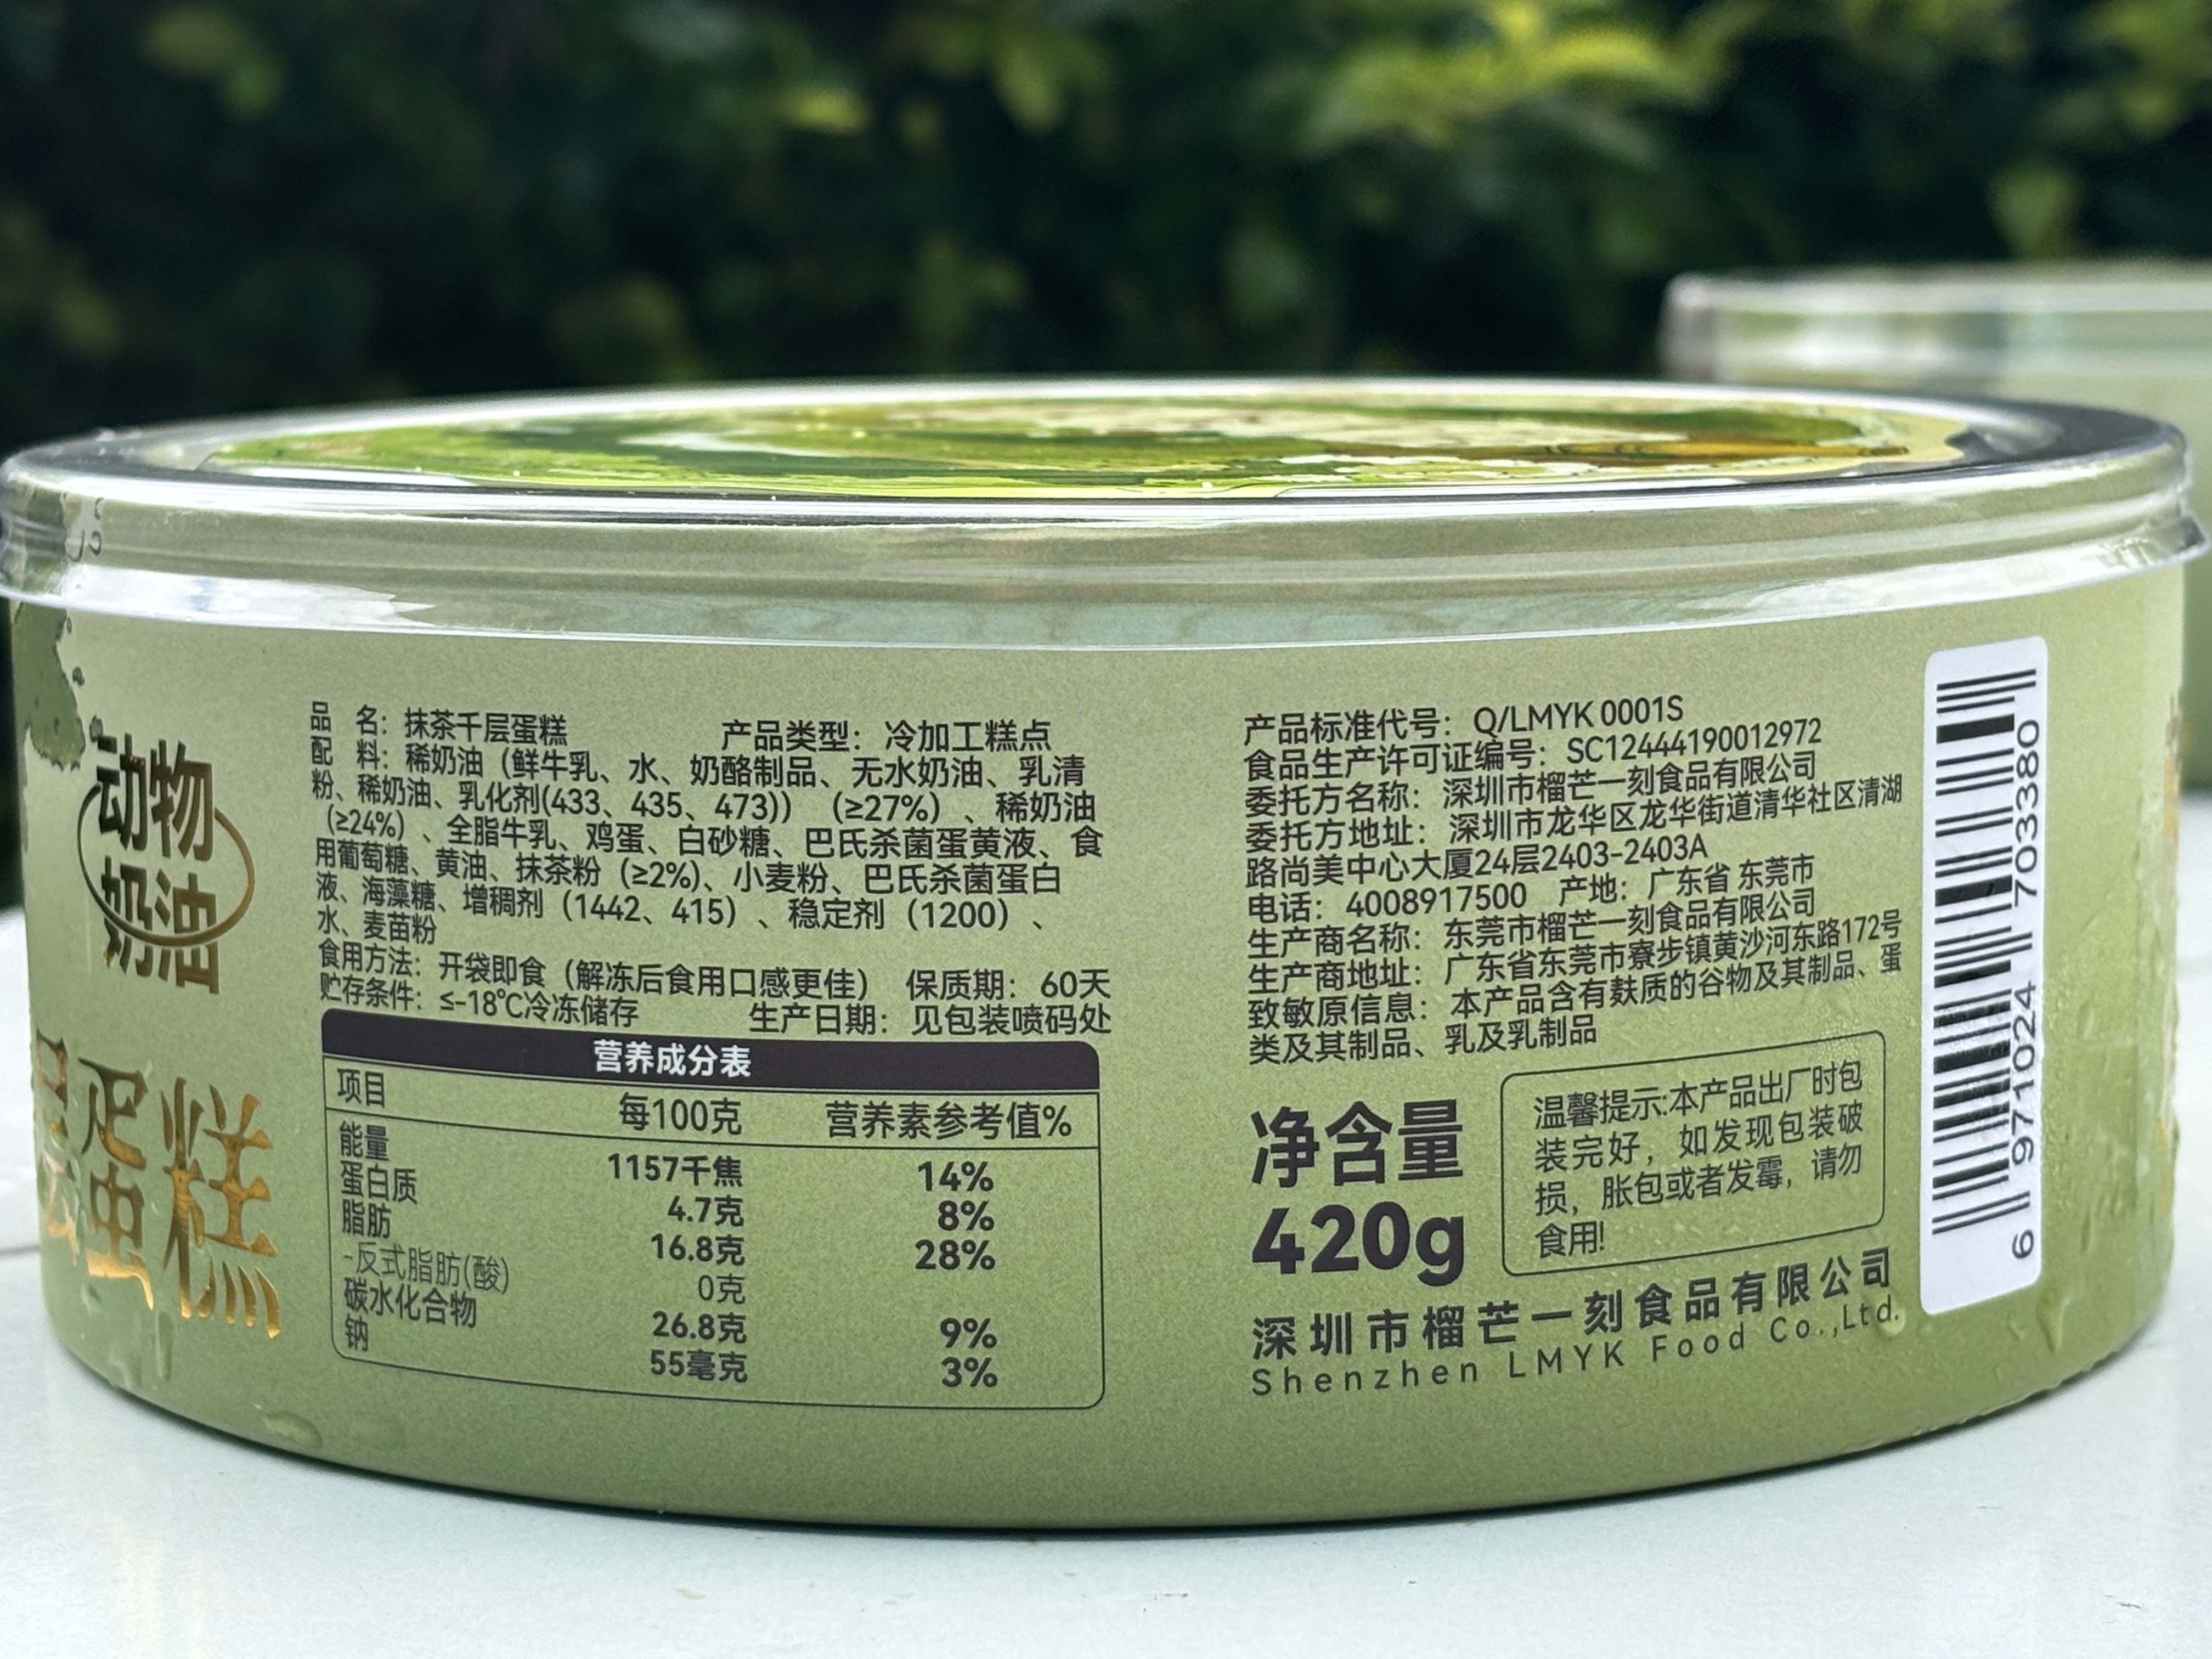 动物
奶油
层蛋糕
品 名：抹茶千层蛋糕 产品类型：冷加工糕点
配 料：稀奶油（鲜牛乳、水、奶酪制品、无水奶油、乳清
粉、稀奶油、乳化剂(433、435、473)）（≥27%）、稀奶油
（≥24%）、全脂牛乳、鸡蛋、白砂糖、巴氏杀菌蛋黄液、食
用葡萄糖、黄油、抹茶粉（≥2%)、小麦粉、巴氏杀菌蛋白
液、海藻糖、增稠剂（1442、415）、稳定剂（1200）、
水、麦苗粉
食用方法：开袋即食（解冻后食用口感更佳） 保质期：60天
贮存条件：≤-18℃冷冻储存 生产日期：见包装喷码处
营养成分表
项目 每100克 营养素参考值%
能量 1157千焦 14%
蛋白质 4.7克 8%
脂肪 16.8克 28%
-反式脂肪(酸) 0克
碳水化合物 26.8克 9%
钠 55毫克 3%
产品标准代号：Q/LMYK 0001S
食品生产许可证编号：SC12444190012972
委托方名称：深圳市榴芒一刻食品有限公司
委托方地址：深圳市龙华区龙华街道清华社区清湖
路尚美中心大厦24层2403-2403A
电话：4008917500 产地：广东省 东莞市
生产商名称：东莞市榴芒一刻食品有限公司
生产商地址：广东省东莞市寮步镇黄沙河东路172号
致敏原信息：本产品含有麸质的谷物及其制品、蛋
类及其制品、乳及乳制品
净含量
420g
温馨提示:本产品出厂时包
装完好，如发现包装破
损，胀包或者发霉，请勿
食用!
深圳市榴芒一刻食品有限公司
Shenzhen LMYK Food Co.,Ltd.
6 971024 703380